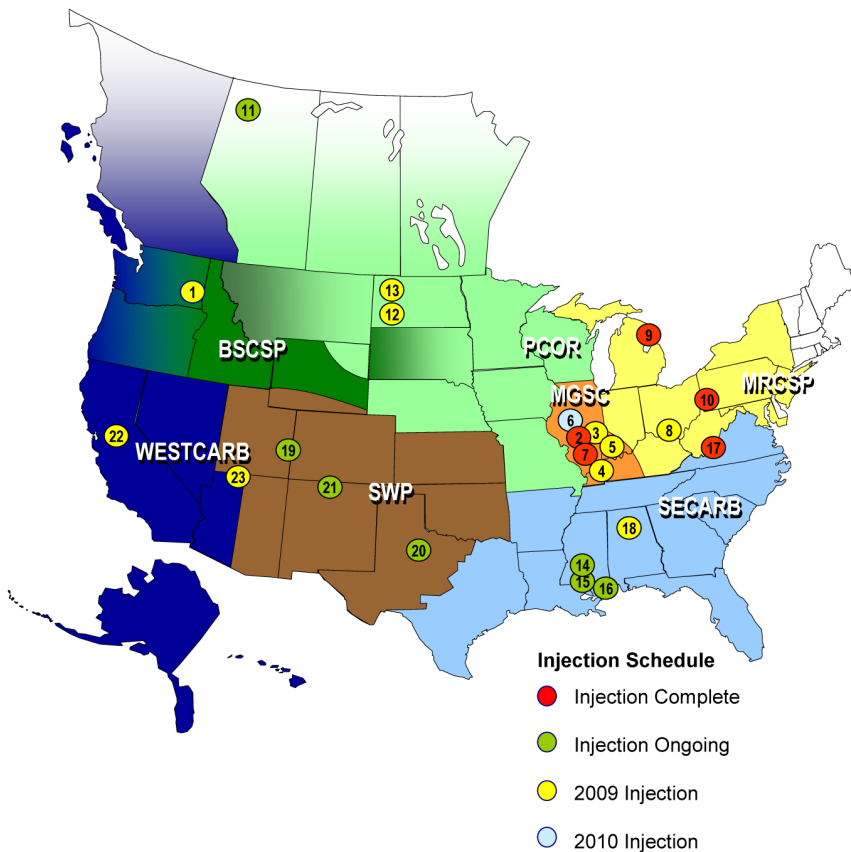 11
13
1
12
9
BSCSP
PCOR
MRCSP
MGSC
10
6
3
8
22
2
5
17
WESTCARB
19
7
23
4
21
SWP
SECARB
18
20
14
15
16
Injection Schedule
Injection Complete
Injection Ongoing
2009 Injection
2010 Injection